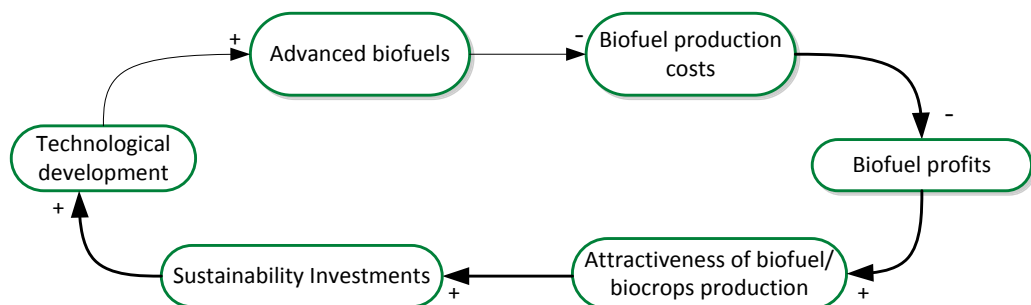 +
Advanced biofuels
-
Biofuel production
costs
-
Technological
development
Biofuel profits
+
Sustainability Investments
+
Attractiveness of biofuel/
biocrops production
+